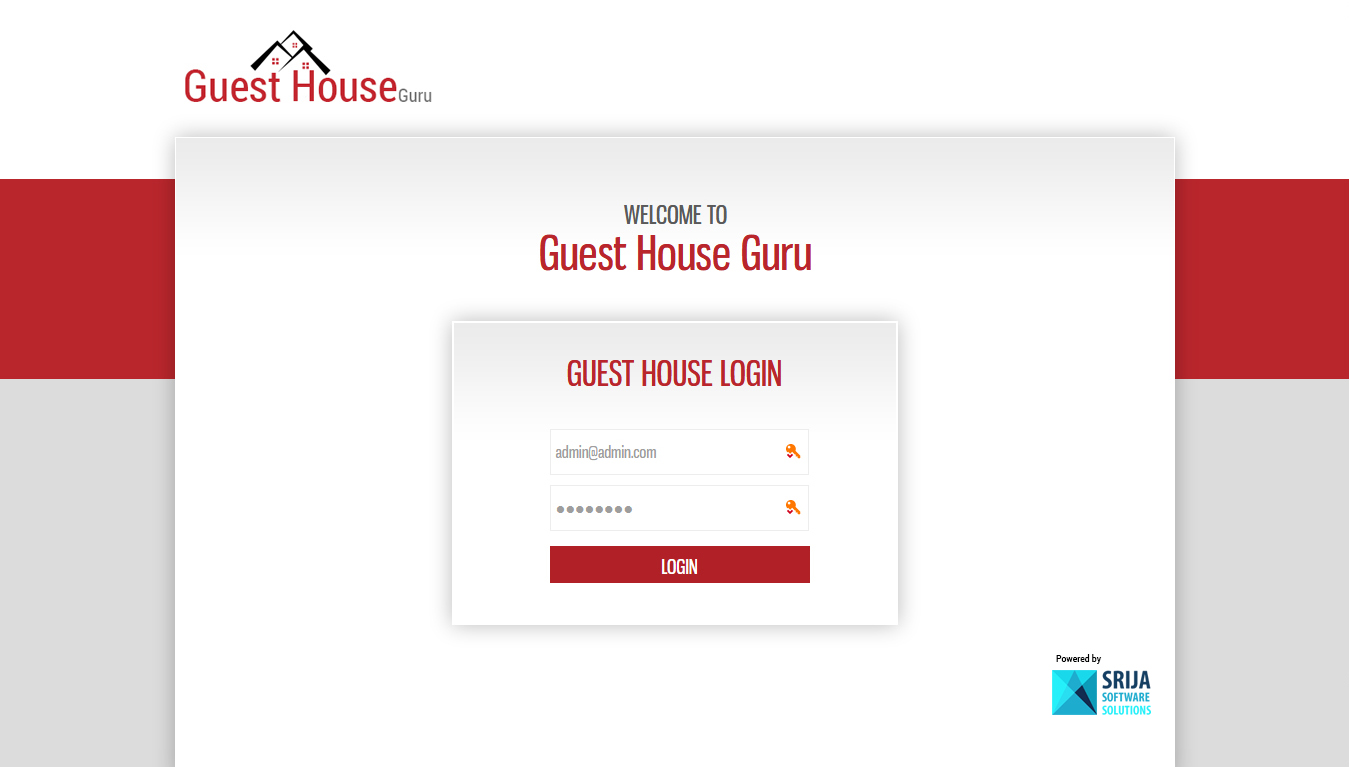 Guest House Guru
WELCOME TO
Guest House Guru
GUEST HOUSE LOGIN
admin@admin.com
LOGIN
Powered by
SRIJA
SOFTWARE
SOLUTIONS